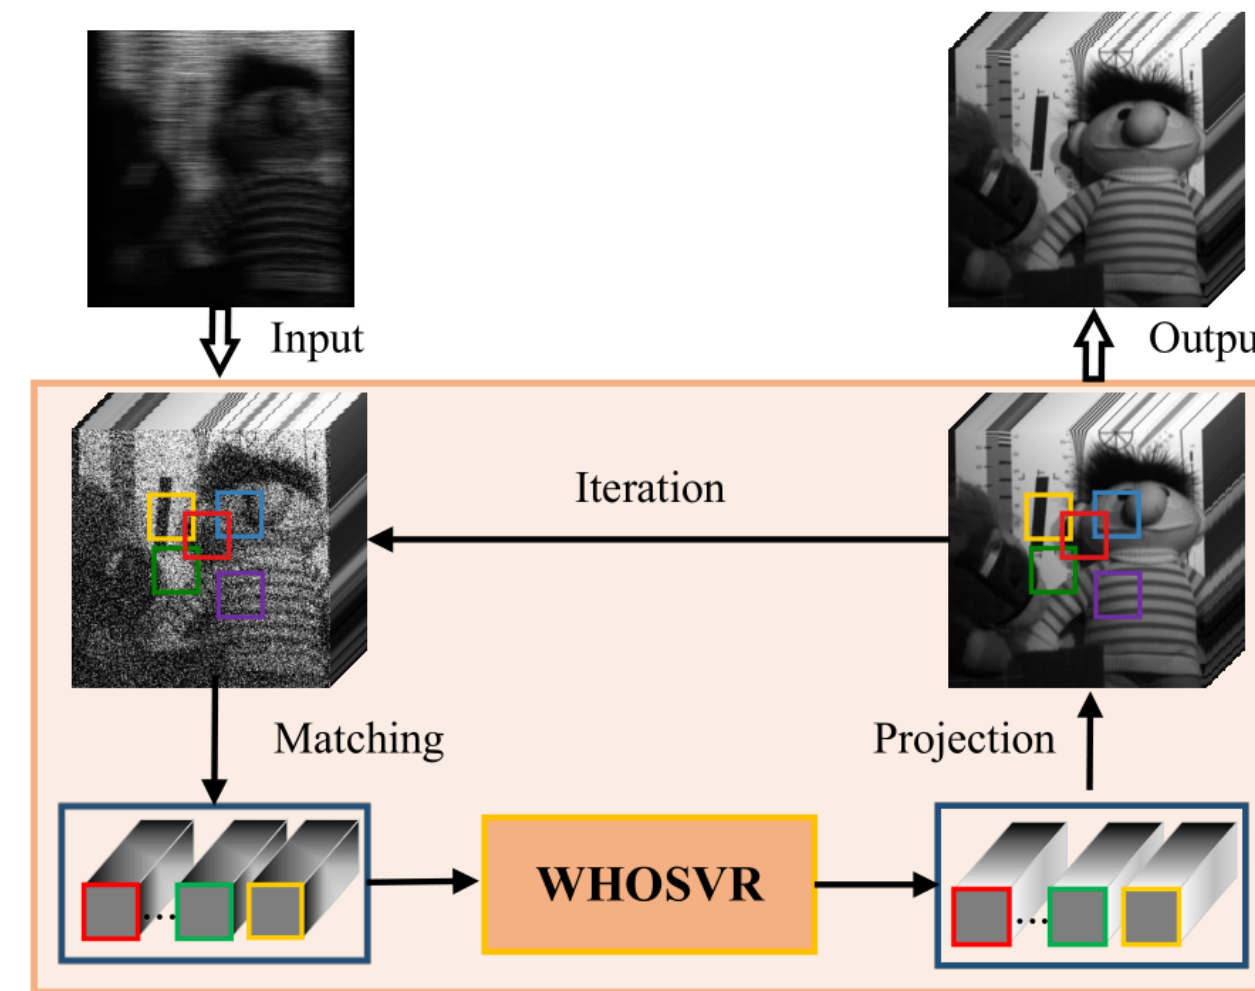 Input
Outpu
Iteration
Matching
Projection
WHOSVR